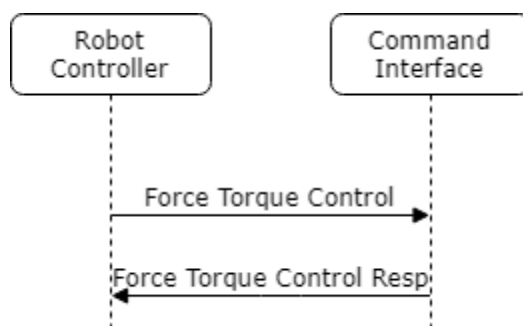 Robot
Controller
Command
Interface
Force Torque Control
Force Torque Control Resp